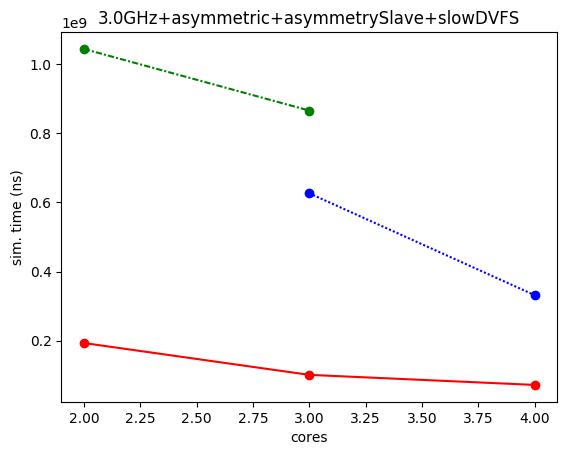 3.0GHz+asymmetric+asymmetrySlave+slowDVFS
1e9
1.0
0.8
0.6
0.4
0.2
sim. time (ns)
2.00 2.25 2.50 2.75 3.00 3.25 3.50 3.75 4.00
cores